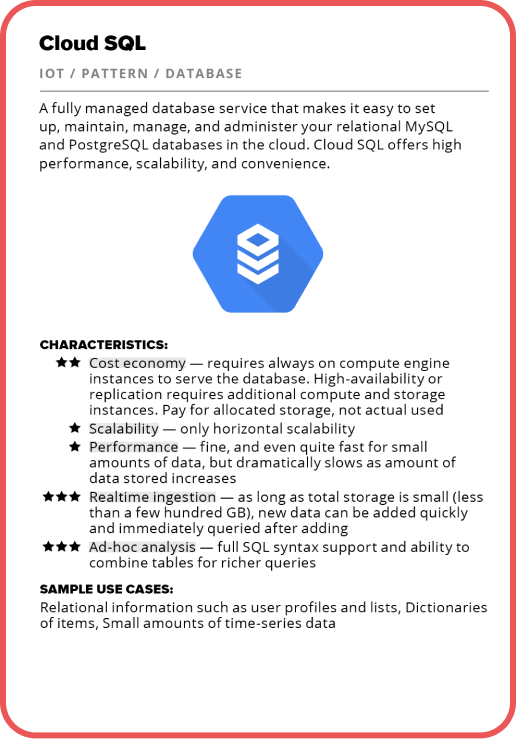 Cloud SQL
IOT / PATTERN / DATABASE
A fully managed database service that makes it easy to set
up, maintain, manage, and administer your relational MySQL
and PostgreSQL databases in the cloud. Cloud SQL offers high
performance, scalability, and convenience.
CHARACTERISTICS:
★★ Cost economy — requires always on compute engine
instances to serve the database. High-availability or
replication requires additional compute and storage
instances. Pay for allocated storage, not actual used
★ Scalability — only horizontal scalability
★ Performance — fine, and even quite fast for small
amounts of data, but dramatically slows as amount of
data stored increases
★★★ Realtime ingestion — as long as total storage is small (less
than a few hundred GB), new data can be added quickly
and immediately queried after adding
★★★ Ad-hoc analysis — full SQL syntax support and ability to
combine tables for richer queries
SAMPLE USE CASES:
Relational information such as user profiles and lists, Dictionaries
of items, Small amounts of time-series data